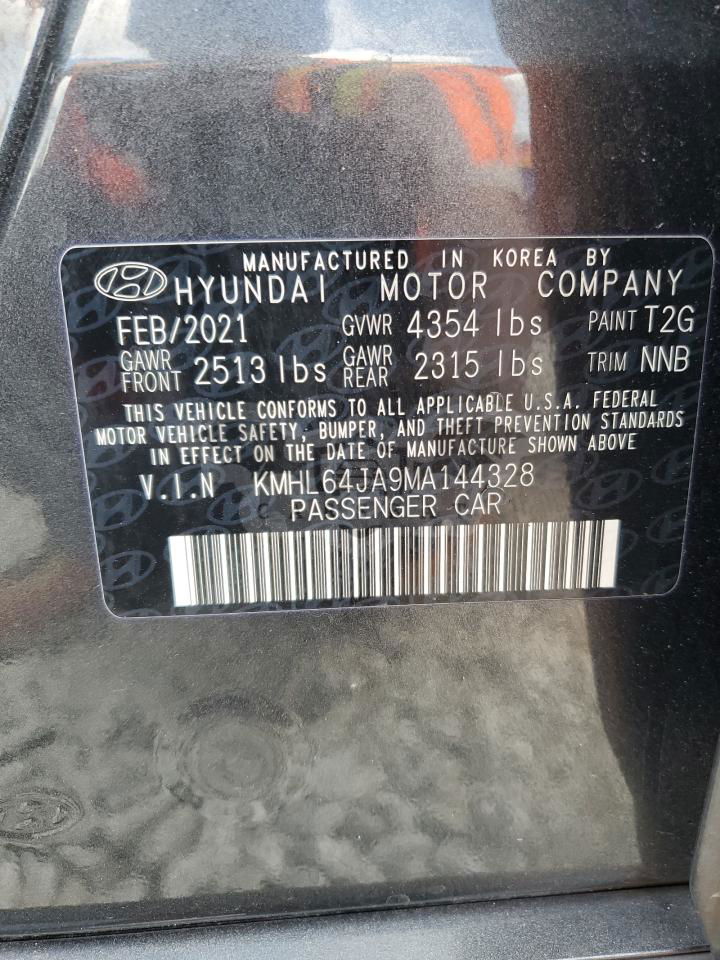 MANUFACTURED IN KOREA BY
HYUNDAI MOTOR COMPANY
FEB/2021 GVWR 4354 lbs PAINT T2G
GAWR FRONT 2513 lbs GAWR REAR 2315 lbs TRIM NNB
THIS VEHICLE CONFORMS TO ALL APPLICABLE U.S.A. FEDERAL
MOTOR VEHICLE SAFETY, BUMPER, AND THEFT PREVENTION STANDARDS
IN EFFECT ON THE DATE OF MANUFACTURE SHOWN ABOVE
V.I.N KMHL64JA9MA144328
PASSENGER CAR